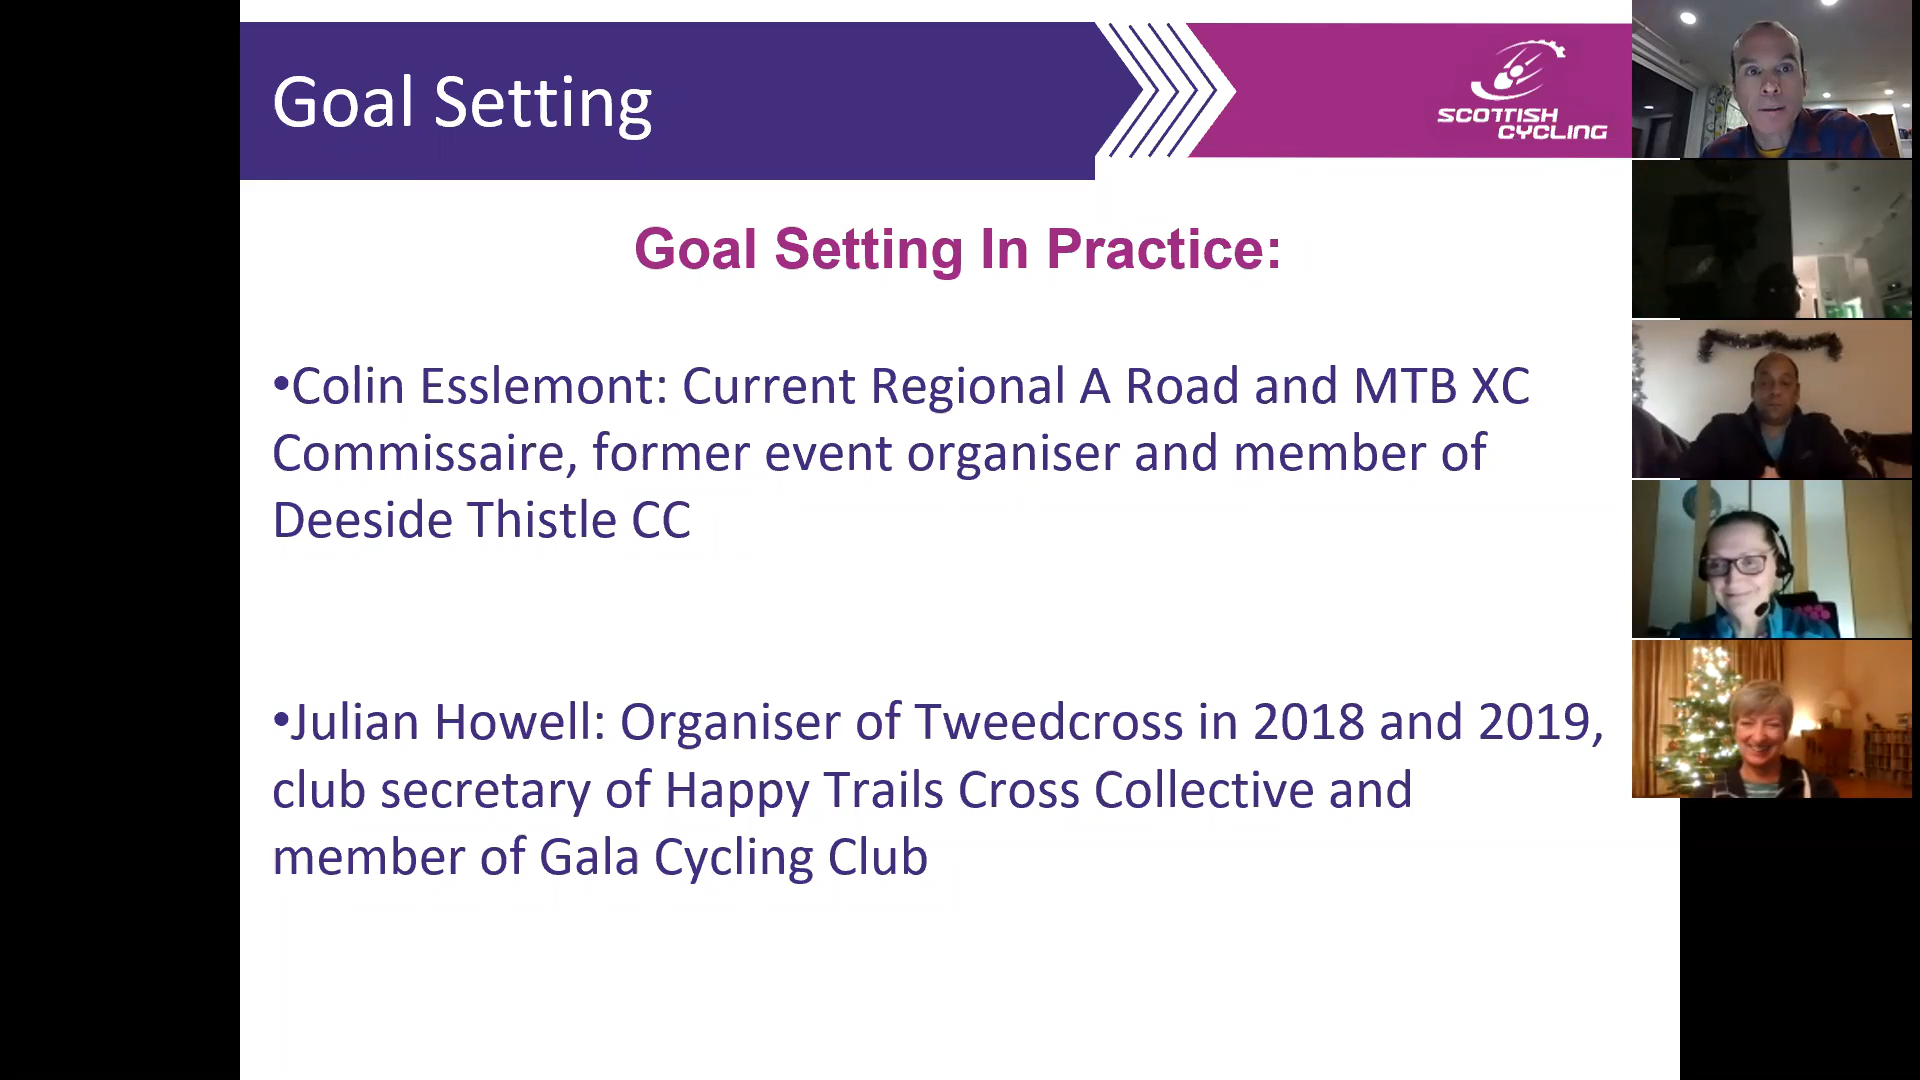 Goal Setting
SCOTTISH
CYCLING
Goal Setting In Practice:
•Colin Esslemont: Current Regional A Road and MTB XC
Commissaire, former event organiser and member of
Deeside Thistle CC
•Julian Howell: Organiser of Tweedcross in 2018 and 2019,
club secretary of Happy Trails Cross Collective and
member of Gala Cycling Club